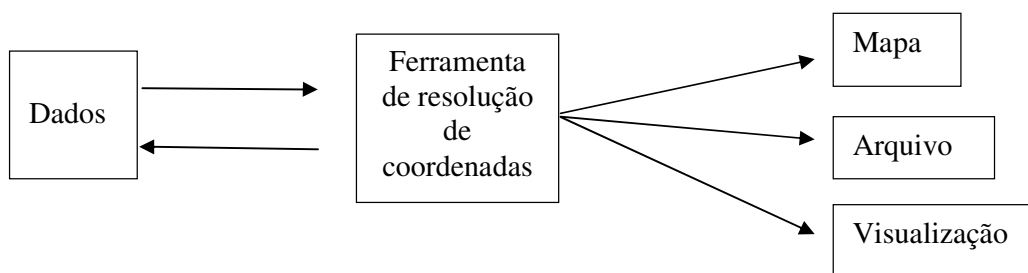 Dados
Ferramenta
de resolução
de
coordenadas
Mapa
Arquivo
Visualização